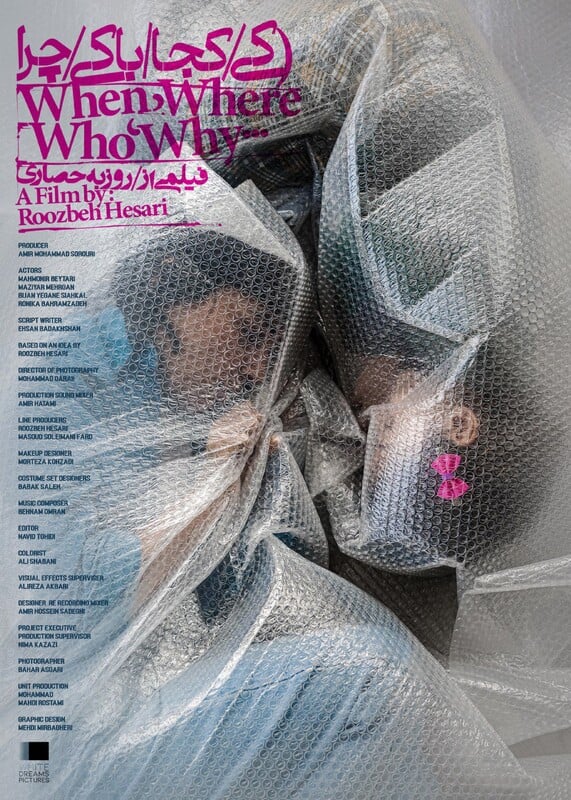 کی/کجا/با کی/چرا
When, Where
Who, Why...
فیلمی از/روزبه حصاری
A Film by:
Roozbeh Hesari
PRODUCER
AMIR MOHAMMAD SOROURI
ACTORS
MAHMONIR BEYTARI
MAZIYAR MEHRGAN
BIJAN YEGANE SIAHKAL
RONIKA BAHRAMZADEH
SCRIPT WRITER
EHSAN BADAKHSHAN
BASED ON AN IDEA BY
ROOZBEH HESARI
DIRECTOR OF PHOTOGRAPHY
MOHAMMAD DABAR
PRODUCTION SOUND MIXER
AMIR HATAMI
LINE PRODUCERS
ROOZBEH HESARI
MASOUD SOLEIMANI FARD
MAKEUP DESIGNER
MORTEZA KOHZADI
COSTUME SET DESIGNERS
BABAK SALEH
MUSIC COMPOSER
BEHNAM OMRAN
EDITOR
NAVID TOHIDI
COLORIST
ALI SHABANI
VISUAL EFFECTS SUPERVISER
ALIREZA AKBARI
DESIGNER RE RECORDING MIXER
AMIR HOSSEIN SADEGHI
PROJECT EXECUTIVE
PRODUCTION SUPERVISOR
NIMA KAZAZI
PHOTOGRAPHER
BAHAR ASGARI
UNIT PRODUCTION
MOHAMMAD
MAHDI ROSTAMI
GRAPHIC DESIGN
MEHDI MIRBAGHERI
WHITE
DREAMS
PICTURES